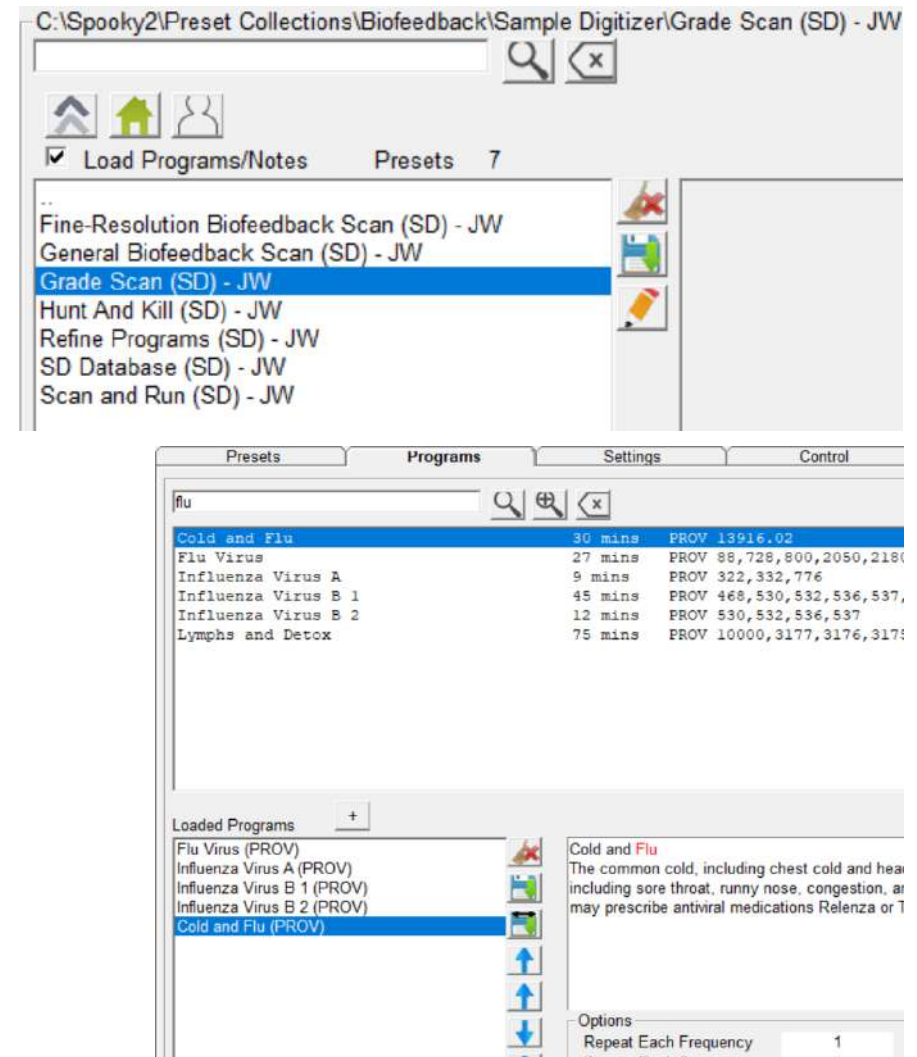 C:\Spooky2\Preset Collections\Biofeedback\Sample Digitizer\Grade Scan (SD) - JW
Load Programs/Notes Presets 7
..
Fine-Resolution Biofeedback Scan (SD) - JW
General Biofeedback Scan (SD) - JW
Grade Scan (SD) - JW
Hunt And Kill (SD) - JW
Refine Programs (SD) - JW
SD Database (SD) - JW
Scan and Run (SD) - JW
Presets Programs Settings Control
flu
Cold and Flu 30 mins PROV 13916.02
Flu Virus 27 mins PROV 88,728,800,2050,2180
Influenza Virus A 9 mins PROV 322,332,776
Influenza Virus B 1 45 mins PROV 468,530,532,536,537,
Influenza Virus B 2 12 mins PROV 530,532,536,537
Lymphs and Detox 75 mins PROV 10000,3177,3176,3175
Loaded Programs +
Flu Virus (PROV)
Influenza Virus A (PROV)
Influenza Virus B 1 (PROV)
Influenza Virus B 2 (PROV)
Cold and Flu (PROV)
Cold and Flu
The common cold, including chest cold and hea
including sore throat, runny nose, congestion, a
may prescribe antiviral medications Relenza or T
Options
Repeat Each Frequency 1